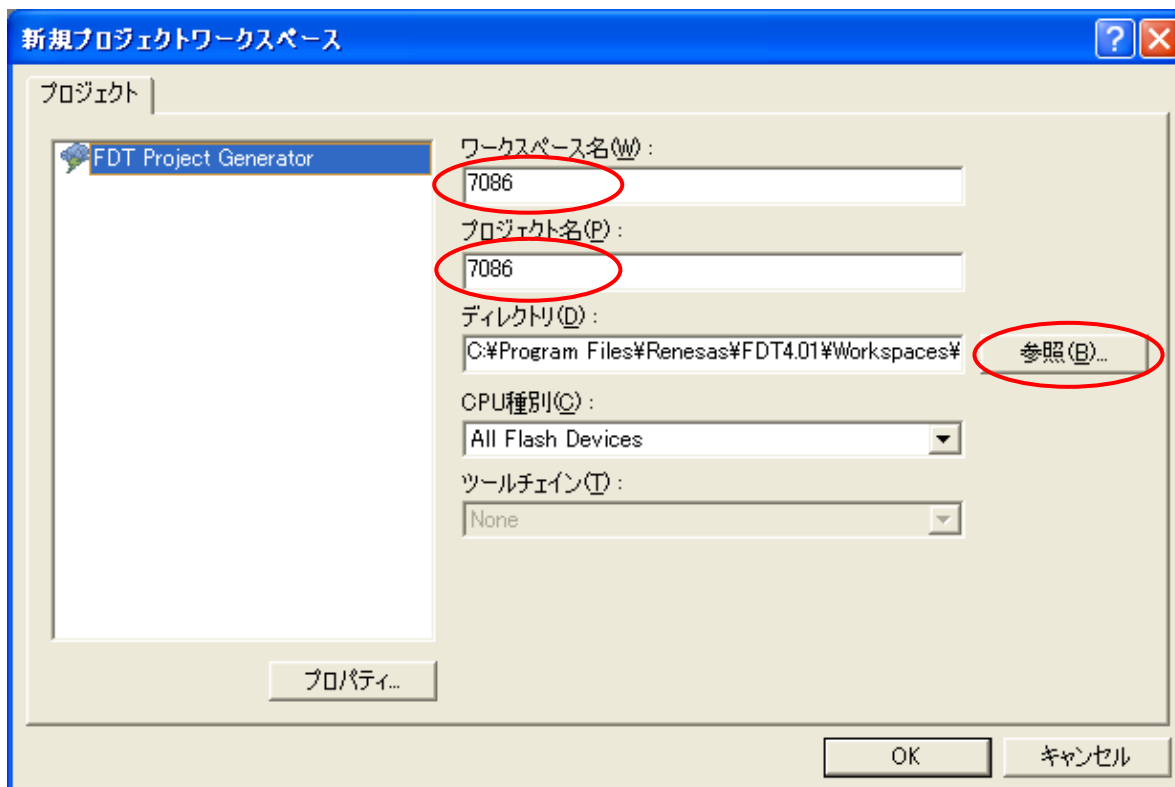 新規プロジェクトワークスペース
プロジェクト
FDT Project Generator
ワークスペース名(W):
7086
プロジェクト名(P):
7086
ディレクトリ(D):
C:¥Program Files¥Renesas¥FDT4.01¥Workspaces¥
参照(B)...
CPU種別(C):
All Flash Devices
ツールチェイン(T):
None
プロパティ...
OK
キャンセル